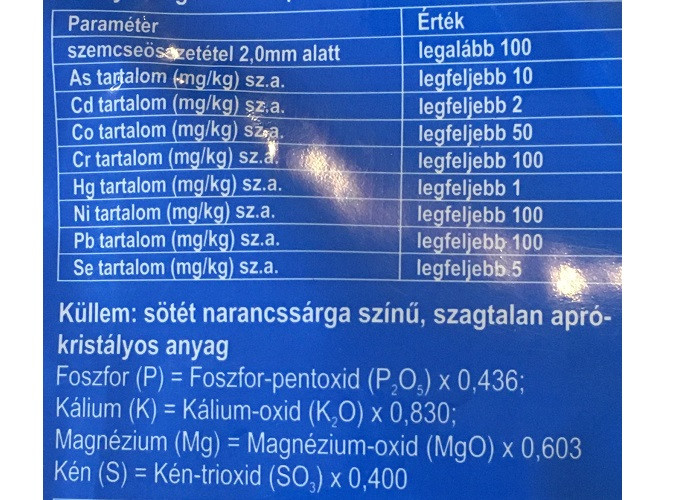 Paraméter Érték
szemcseösszetétel 2,0mm alatt legalább 100
As tartalom (mg/kg) sz.a. legfeljebb 10
Cd tartalom (mg/kg) sz.a. legfeljebb 2
Co tartalom (mg/kg) sz.a. legfeljebb 50
Cr tartalom (mg/kg) sz.a. legfeljebb 100
Hg tartalom (mg/kg) sz.a. legfeljebb 1
Ni tartalom (mg/kg) sz.a. legfeljebb 100
Pb tartalom (mg/kg) sz.a. legfeljebb 100
Se tartalom (mg/kg) sz.a. legfeljebb 5
Küllem: sötét narancssárga színű, szagtalan apró-
kristályos anyag
Foszfor (P) = Foszfor-pentoxid (P₂O₅) x 0,436;
Kálium (K) = Kálium-oxid (K₂O) x 0,830;
Magnézium (Mg) = Magnézium-oxid (MgO) x 0,603
Kén (S) = Kén-trioxid (SO₃) x 0,400